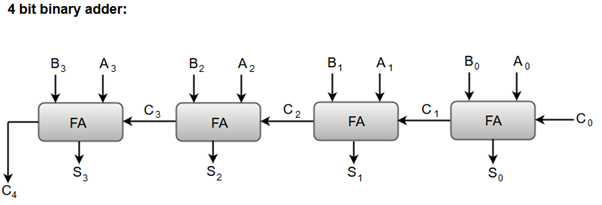 4 bit binary adder:
B₃ A₃ B₂ A₂ B₁ A₁ B₀ A₀
FA C₃ FA C₂ FA C₁ FA C₀
S₃ S₂ S₁ S₀
C₄